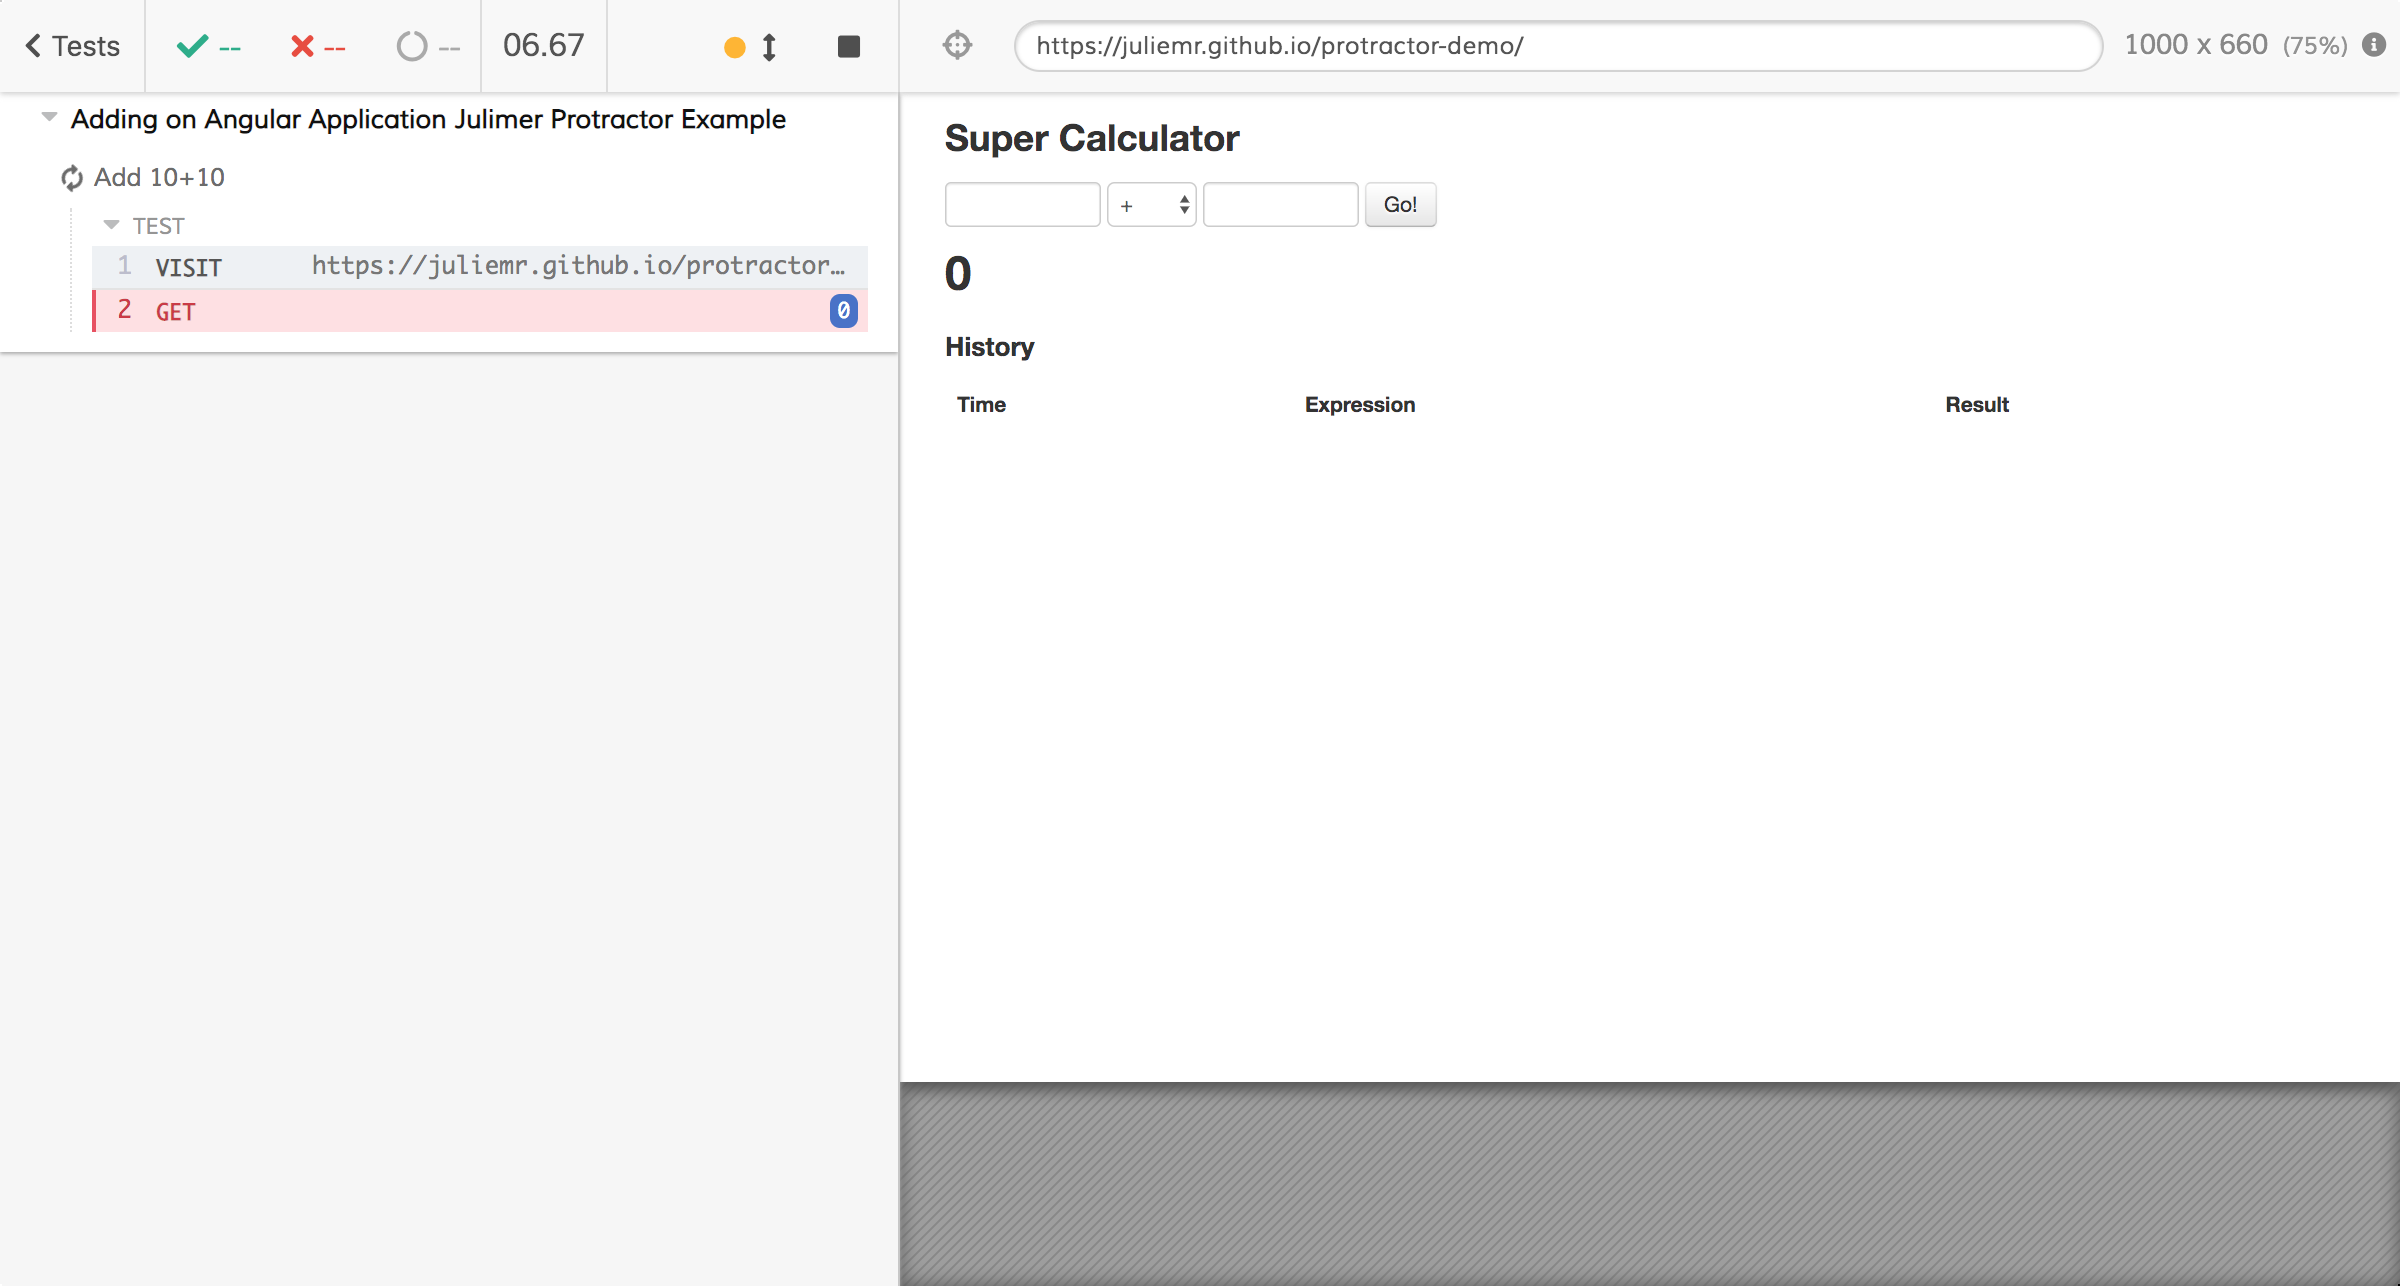 Tests -- -- -- 06.67
https://juliemr.github.io/protractor-demo/ 1000 x 660 (75%)
Adding on Angular Application Julimer Protractor Example
Add 10+10
TEST
1 VISIT https://juliemr.github.io/protractor…
2 GET 0
Super Calculator
+ Go!
0
History
Time Expression Result